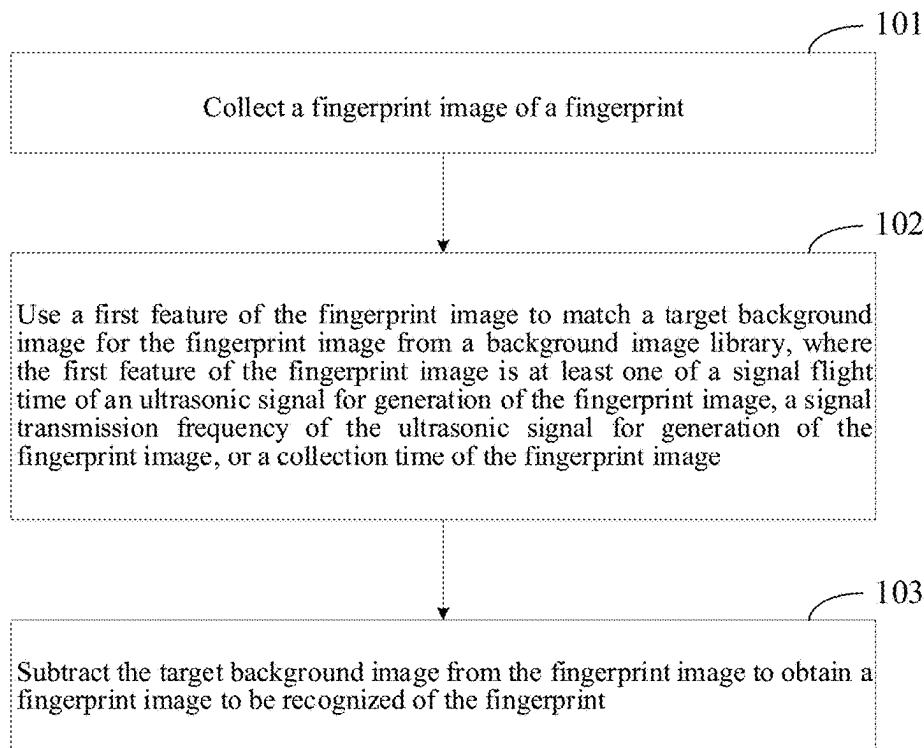 101
Collect a fingerprint image of a fingerprint
102
Use a first feature of the fingerprint image to match a target background
image for the fingerprint image from a background image library, where
the first feature of the fingerprint image is at least one of a signal flight
time of an ultrasonic signal for generation of the fingerprint image, a signal
transmission frequency of the ultrasonic signal for generation of the
fingerprint image, or a collection time of the fingerprint image
103
Subtract the target background image from the fingerprint image to obtain a
fingerprint image to be recognized of the fingerprint